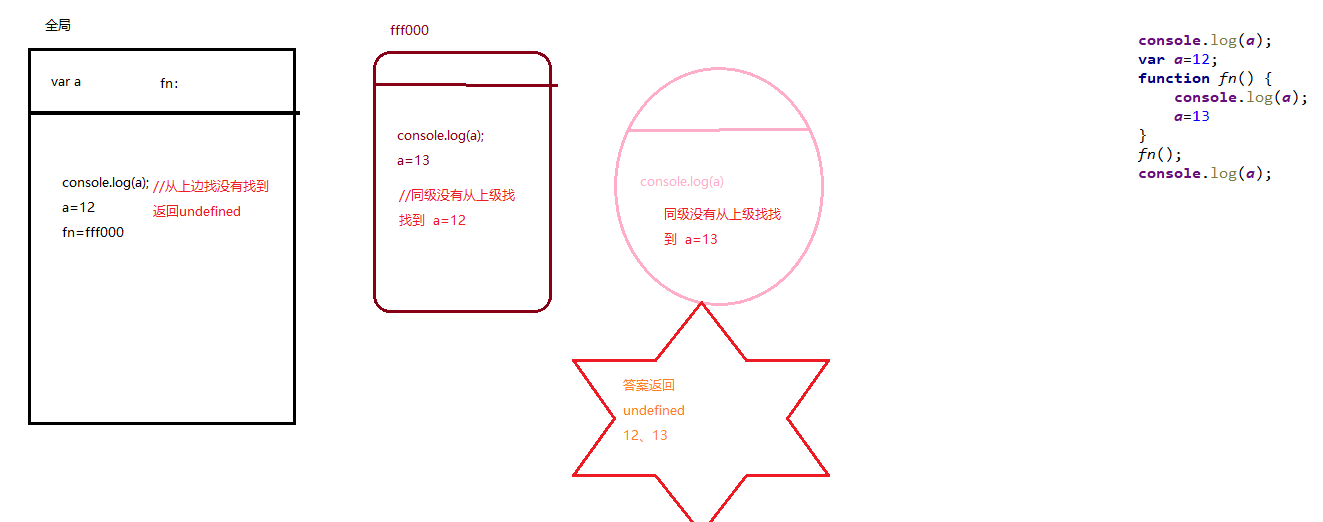 全局
var a
fn:
console.log(a);
//从上边找没有找到
a=12
返回undefined
fn=fff000
fff000
console.log(a);
a=13
//同级没有从上级找
找到 a=12
console.log(a)
同级没有从上级找找
到 a=13
答案返回
undefined
12、13
console.log(a);
var a=12;
function fn() {
    console.log(a);
    a=13
}
fn();
console.log(a);